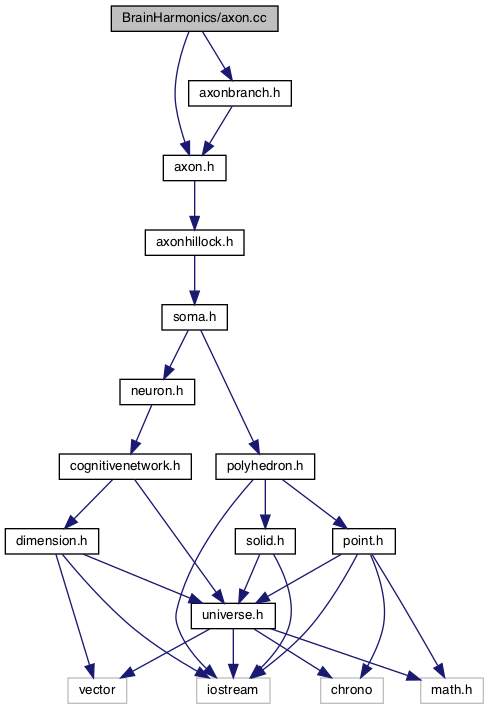 BrainHarmonics/axon.cc
axonbranch.h
axon.h
axonhillock.h
soma.h
neuron.h
cognitivenetwork.h
polyhedron.h
dimension.h
solid.h
point.h
universe.h
vector
iostream
chrono
math.h